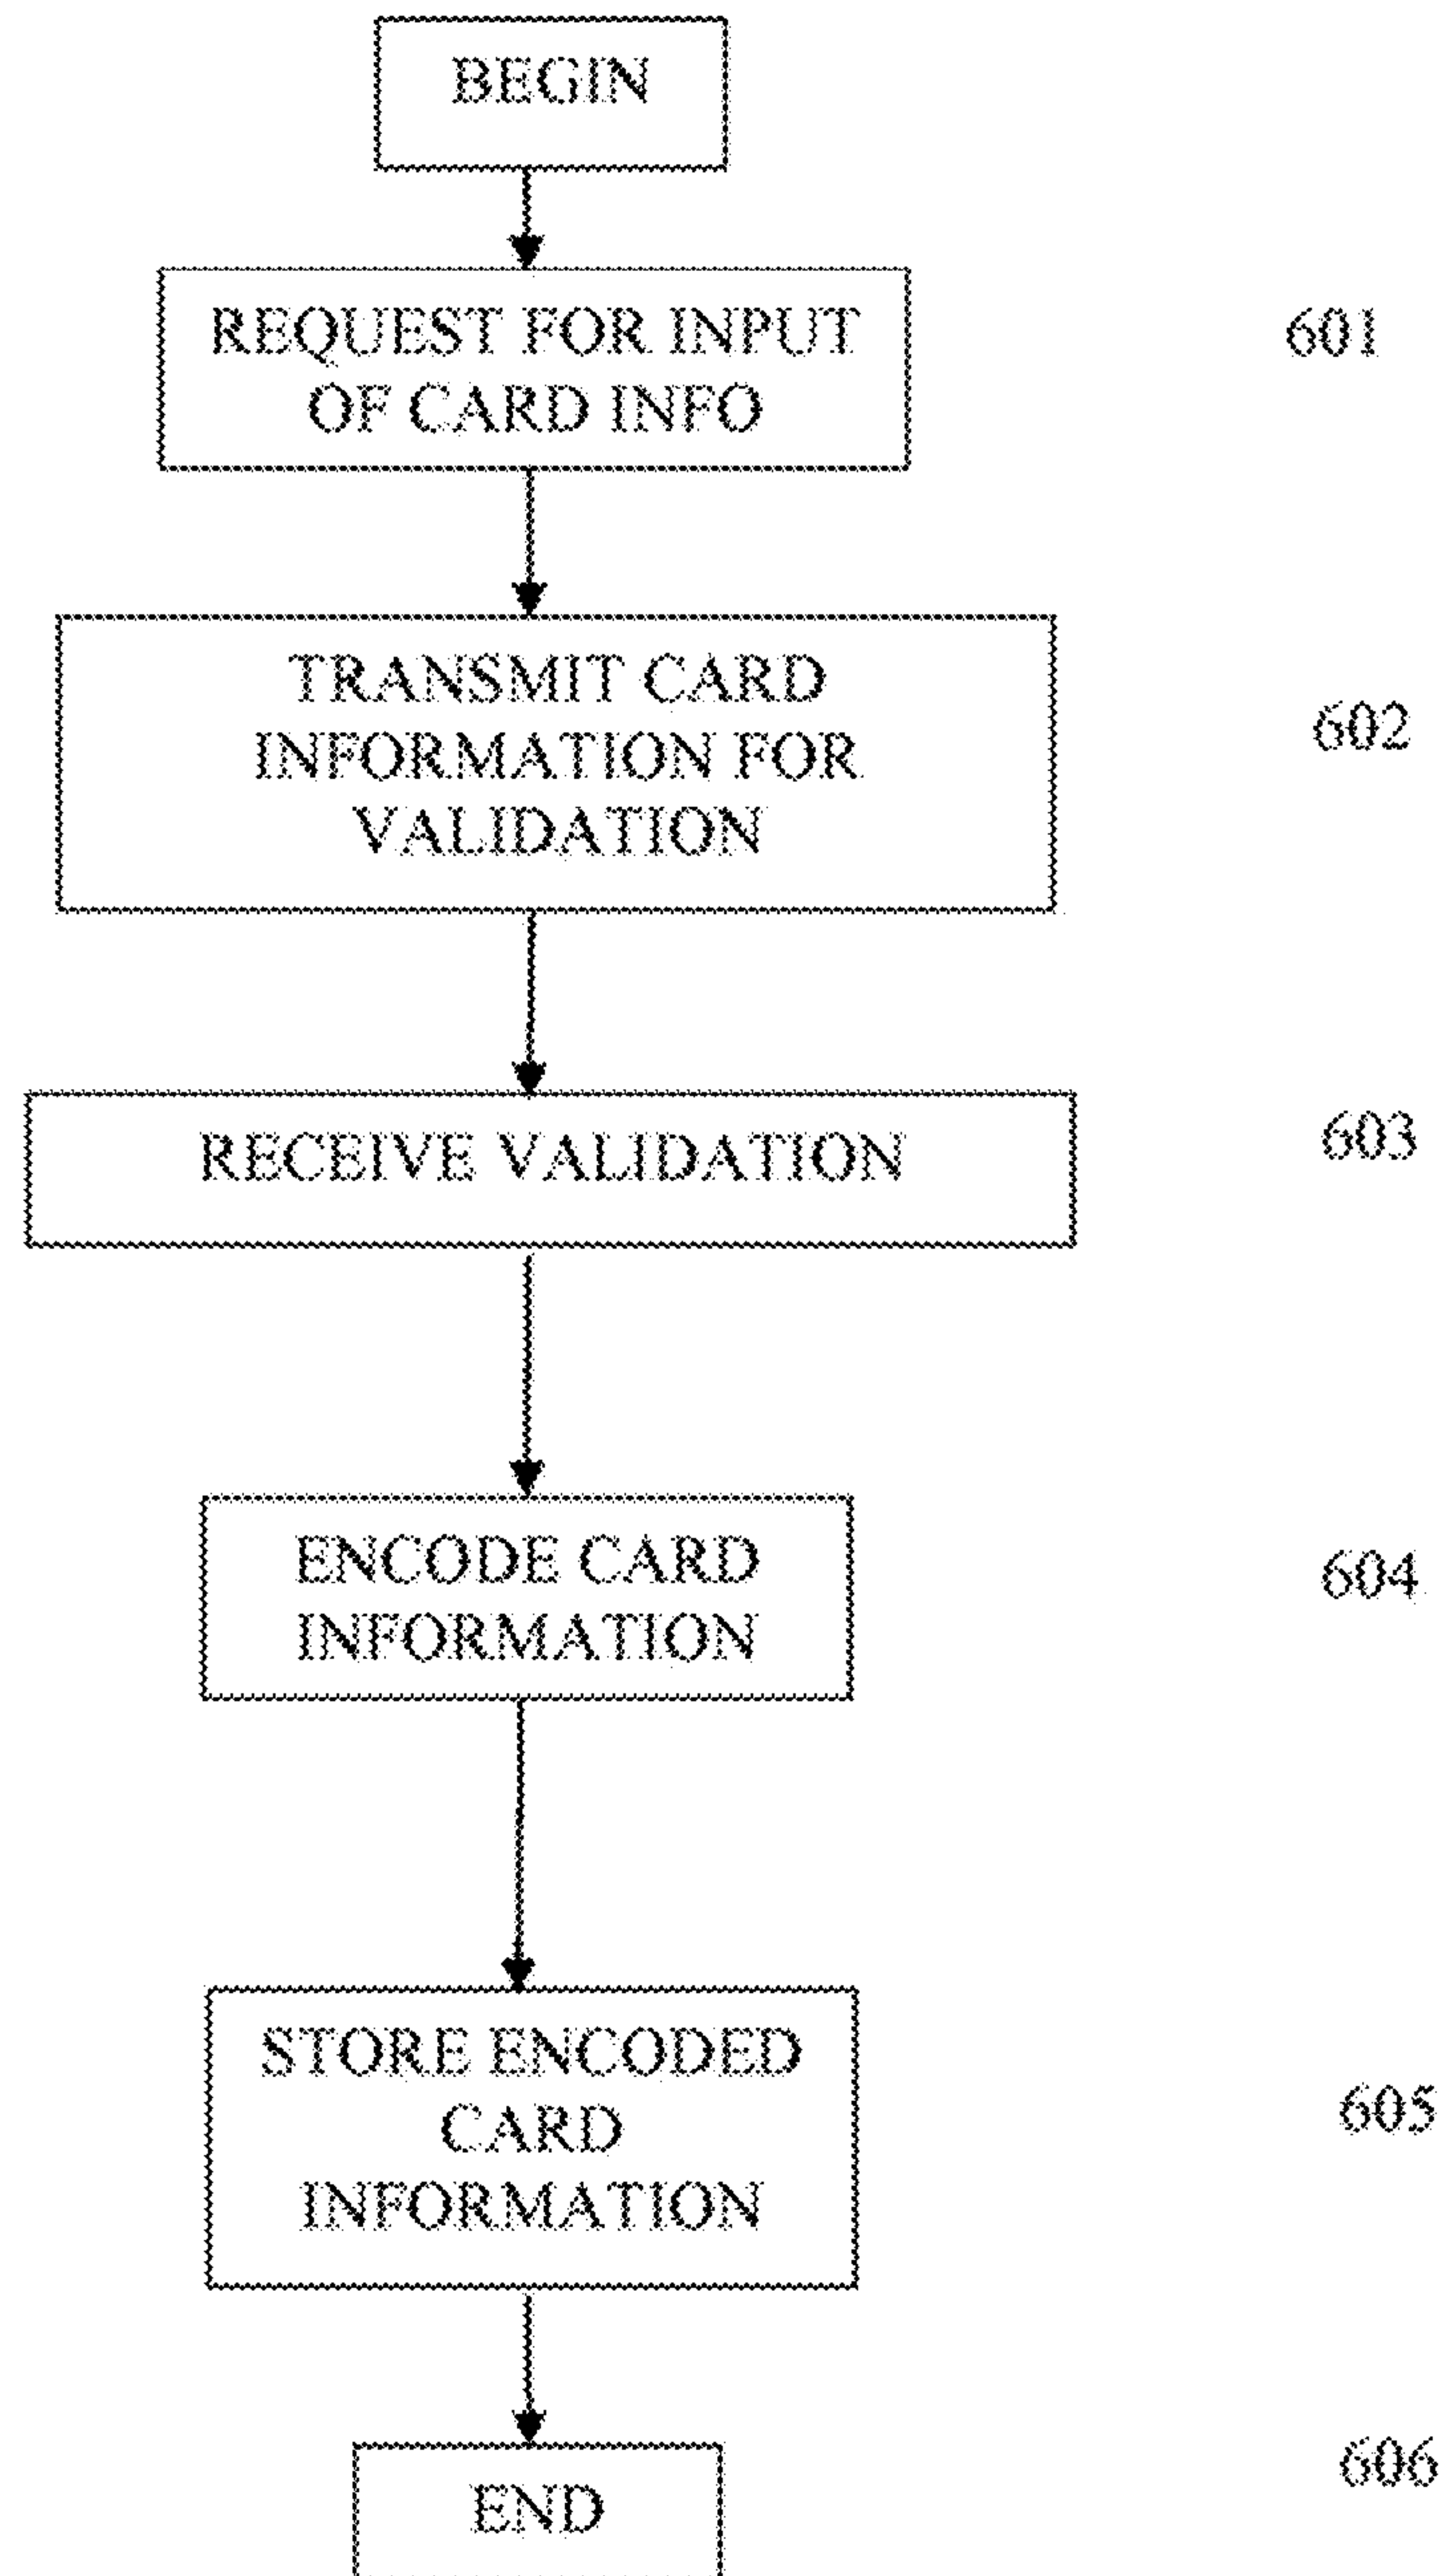 BEGIN
REQUEST FOR INPUT
OF CARD INFO
601
TRANSMIT CARD
INFORMATION FOR
VALIDATION
602
RECEIVE VALIDATION
603
ENCODE CARD
INFORMATION
604
STORE ENCODED
CARD
INFORMATION
605
END
606